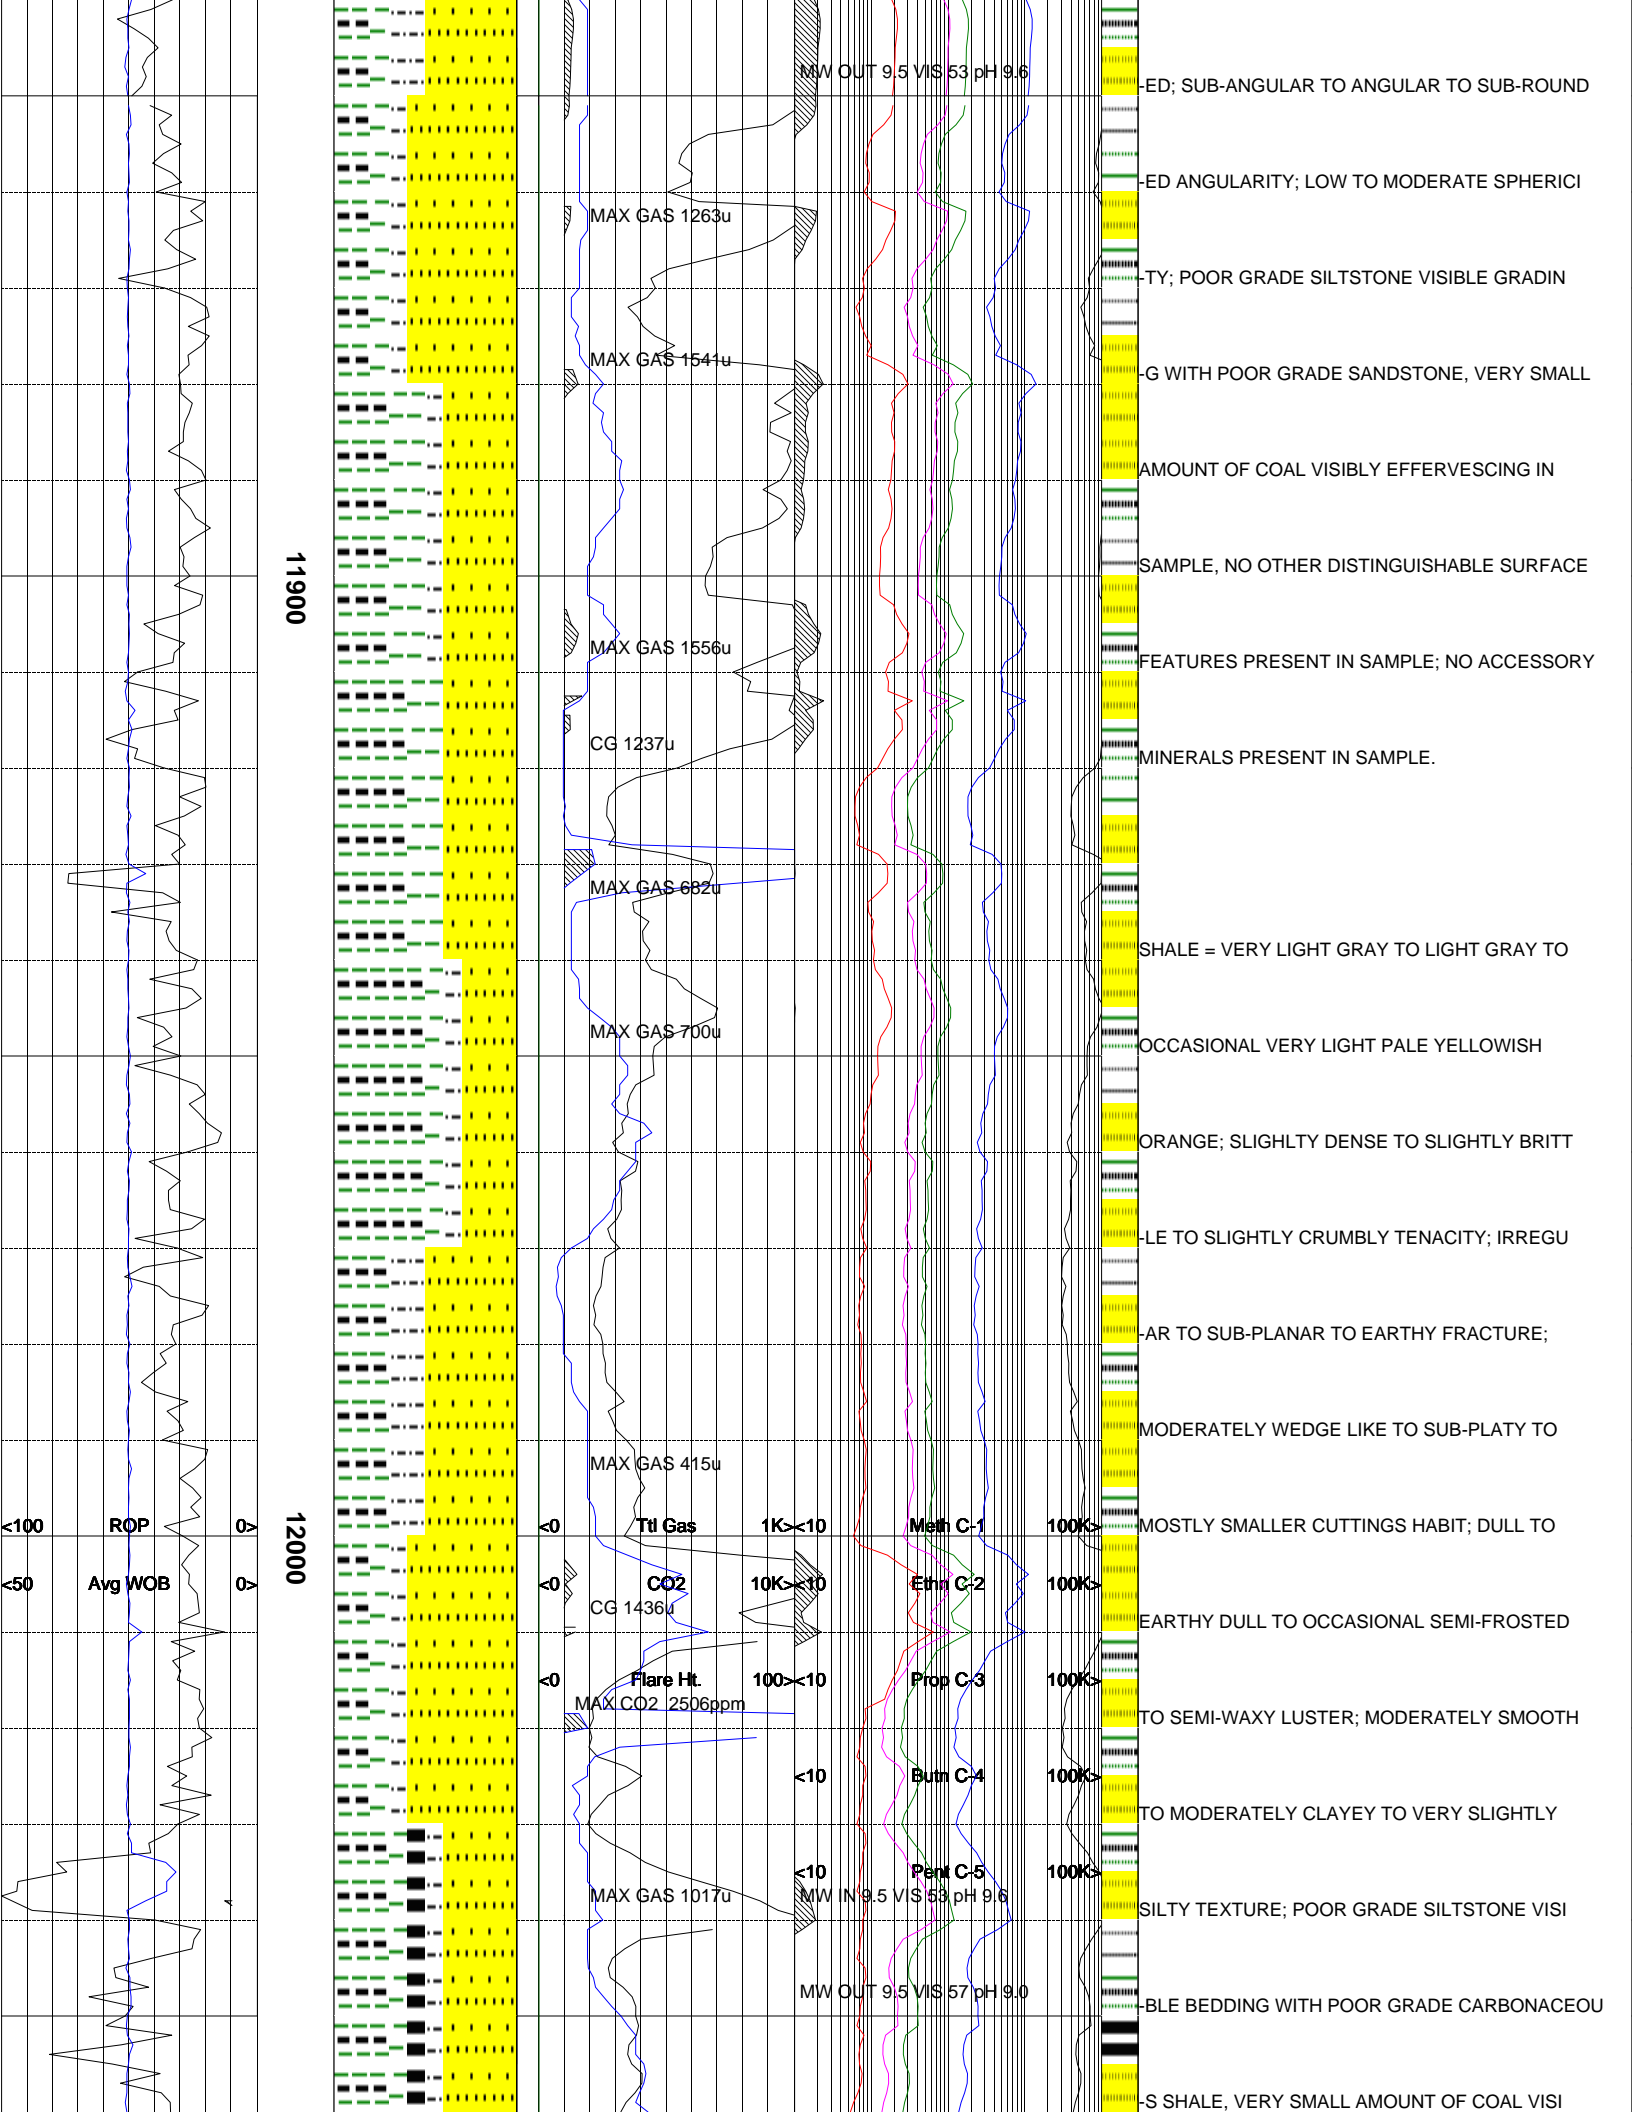 MW OUT 9.5 VIS 53 pH 9.6
-ED; SUB-ANGULAR TO ANGULAR TO SUB-ROUND
-ED ANGULARITY; LOW TO MODERATE SPHERICI
MAX GAS 1263u
-TY; POOR GRADE SILTSTONE VISIBLE GRADIN
MAX GAS 1541u
-G WITH POOR GRADE SANDSTONE, VERY SMALL
AMOUNT OF COAL VISIBLY EFFERVESCING IN
11900
SAMPLE, NO OTHER DISTINGUISHABLE SURFACE
MAX GAS 1556u
FEATURES PRESENT IN SAMPLE; NO ACCESSORY
CG 1237u
MINERALS PRESENT IN SAMPLE.
MAX GAS 682u
SHALE = VERY LIGHT GRAY TO LIGHT GRAY TO
MAX GAS 700u
OCCASIONAL VERY LIGHT PALE YELLOWISH
ORANGE; SLIGHLTY DENSE TO SLIGHTLY BRITT
-LE TO SLIGHTLY CRUMBLY TENACITY; IRREGU
-AR TO SUB-PLANAR TO EARTHY FRACTURE;
MODERATELY WEDGE LIKE TO SUB-PLATY TO
MAX GAS 415u
<100 ROP 0> 12000 <0 Ttl Gas 1K> <10 Meth C-1 100K> MOSTLY SMALLER CUTTINGS HABIT; DULL TO
<50 Avg WOB 0> <0 CO2 10K> <10 Ethn C-2 100K>
CG 1436u
EARTHY DULL TO OCCASIONAL SEMI-FROSTED
<0 Flare Ht. 100> <10 Prop C-3 100K>
MAX CO2 2506ppm
TO SEMI-WAXY LUSTER; MODERATELY SMOOTH
<10 Butn C-4 100K>
TO MODERATELY CLAYEY TO VERY SLIGHTLY
<10 Pent C-5 100K>
MAX GAS 1017u MW IN 9.5 VIS 53 pH 9.6
SILTY TEXTURE; POOR GRADE SILTSTONE VISI
MW OUT 9.5 VIS 57 pH 9.0
-BLE BEDDING WITH POOR GRADE CARBONACEOU
-S SHALE, VERY SMALL AMOUNT OF COAL VISI